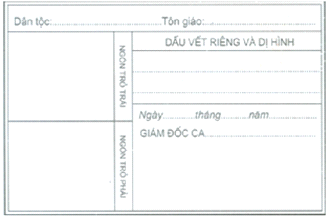 Dân tộc:........................Tôn giáo:........................
NGÓN TRỎ TRÁI
DẤU VẾT RIÊNG VÀ DỊ HÌNH
Ngày..........tháng..........năm..........
GIÁM ĐỐC CA........................
NGÓN TRỎ PHẢI